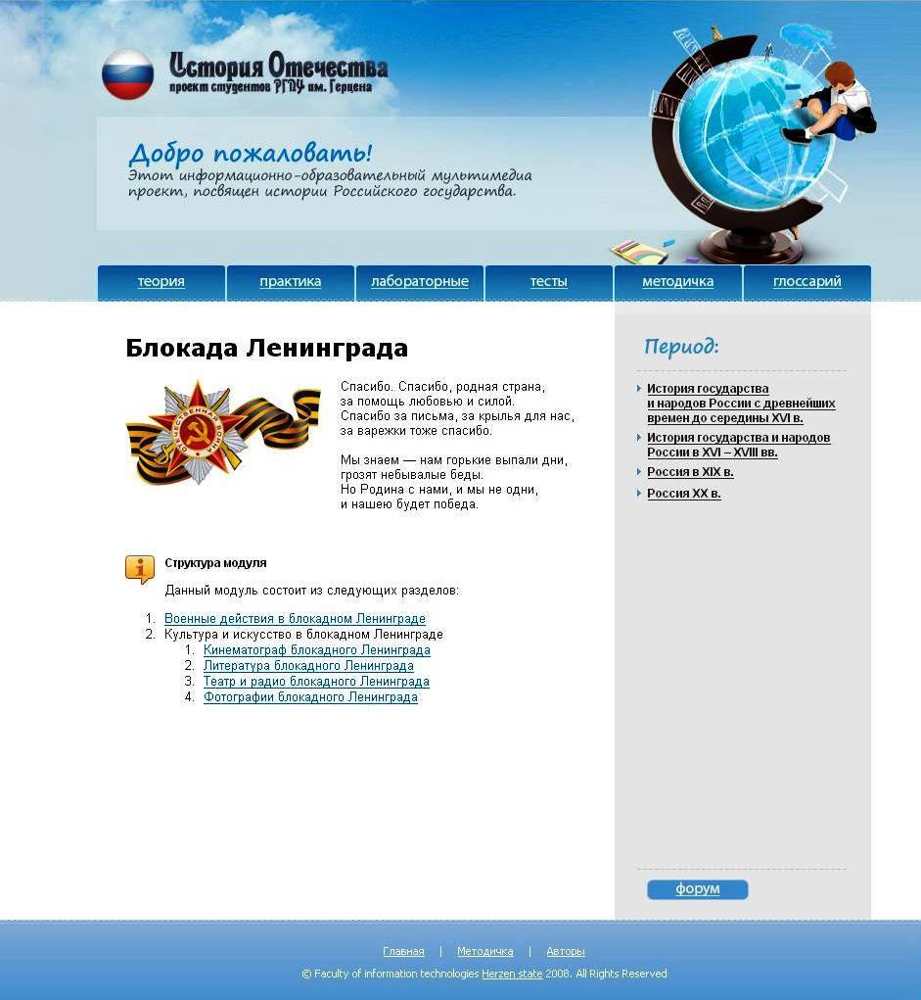 История Отечества
проект студентов РГПУ им. Герцена
Добро пожаловать!
Этот информационно-образовательный мультимедиа
проект, посвящен истории Российского государства.
теория практика лабораторные тесты методичка глоссарий
Блокада Ленинграда
Спасибо. Спасибо, родная страна,
за помощь любовью и силой.
Спасибо за письма, за крылья для нас,
за варежки тоже спасибо.
Мы знаем — нам горькие выпали дни,
грозят небывалые беды.
Но Родина с нами, и мы не одни,
и нашею будет победа.
ОТЕЧЕСТВЕННАЯ ВОЙНА
Структура модуля
Данный модуль состоит из следующих разделов:
1. Военные действия в блокадном Ленинграде
2. Культура и искусство в блокадном Ленинграде
1. Кинематограф блокадного Ленинграда
2. Литература блокадного Ленинграда
3. Театр и радио блокадного Ленинграда
4. Фотографии блокадного Ленинграда
Период:
История государства
и народов России с древнейших
времен до середины XVI в.
История государства и народов
России в XVI – XVIII вв.
Россия в XIX в.
Россия XX в.
форум
Главная | Методичка | Авторы
© Faculty of information technologies Herzen state 2008. All Rights Reserved